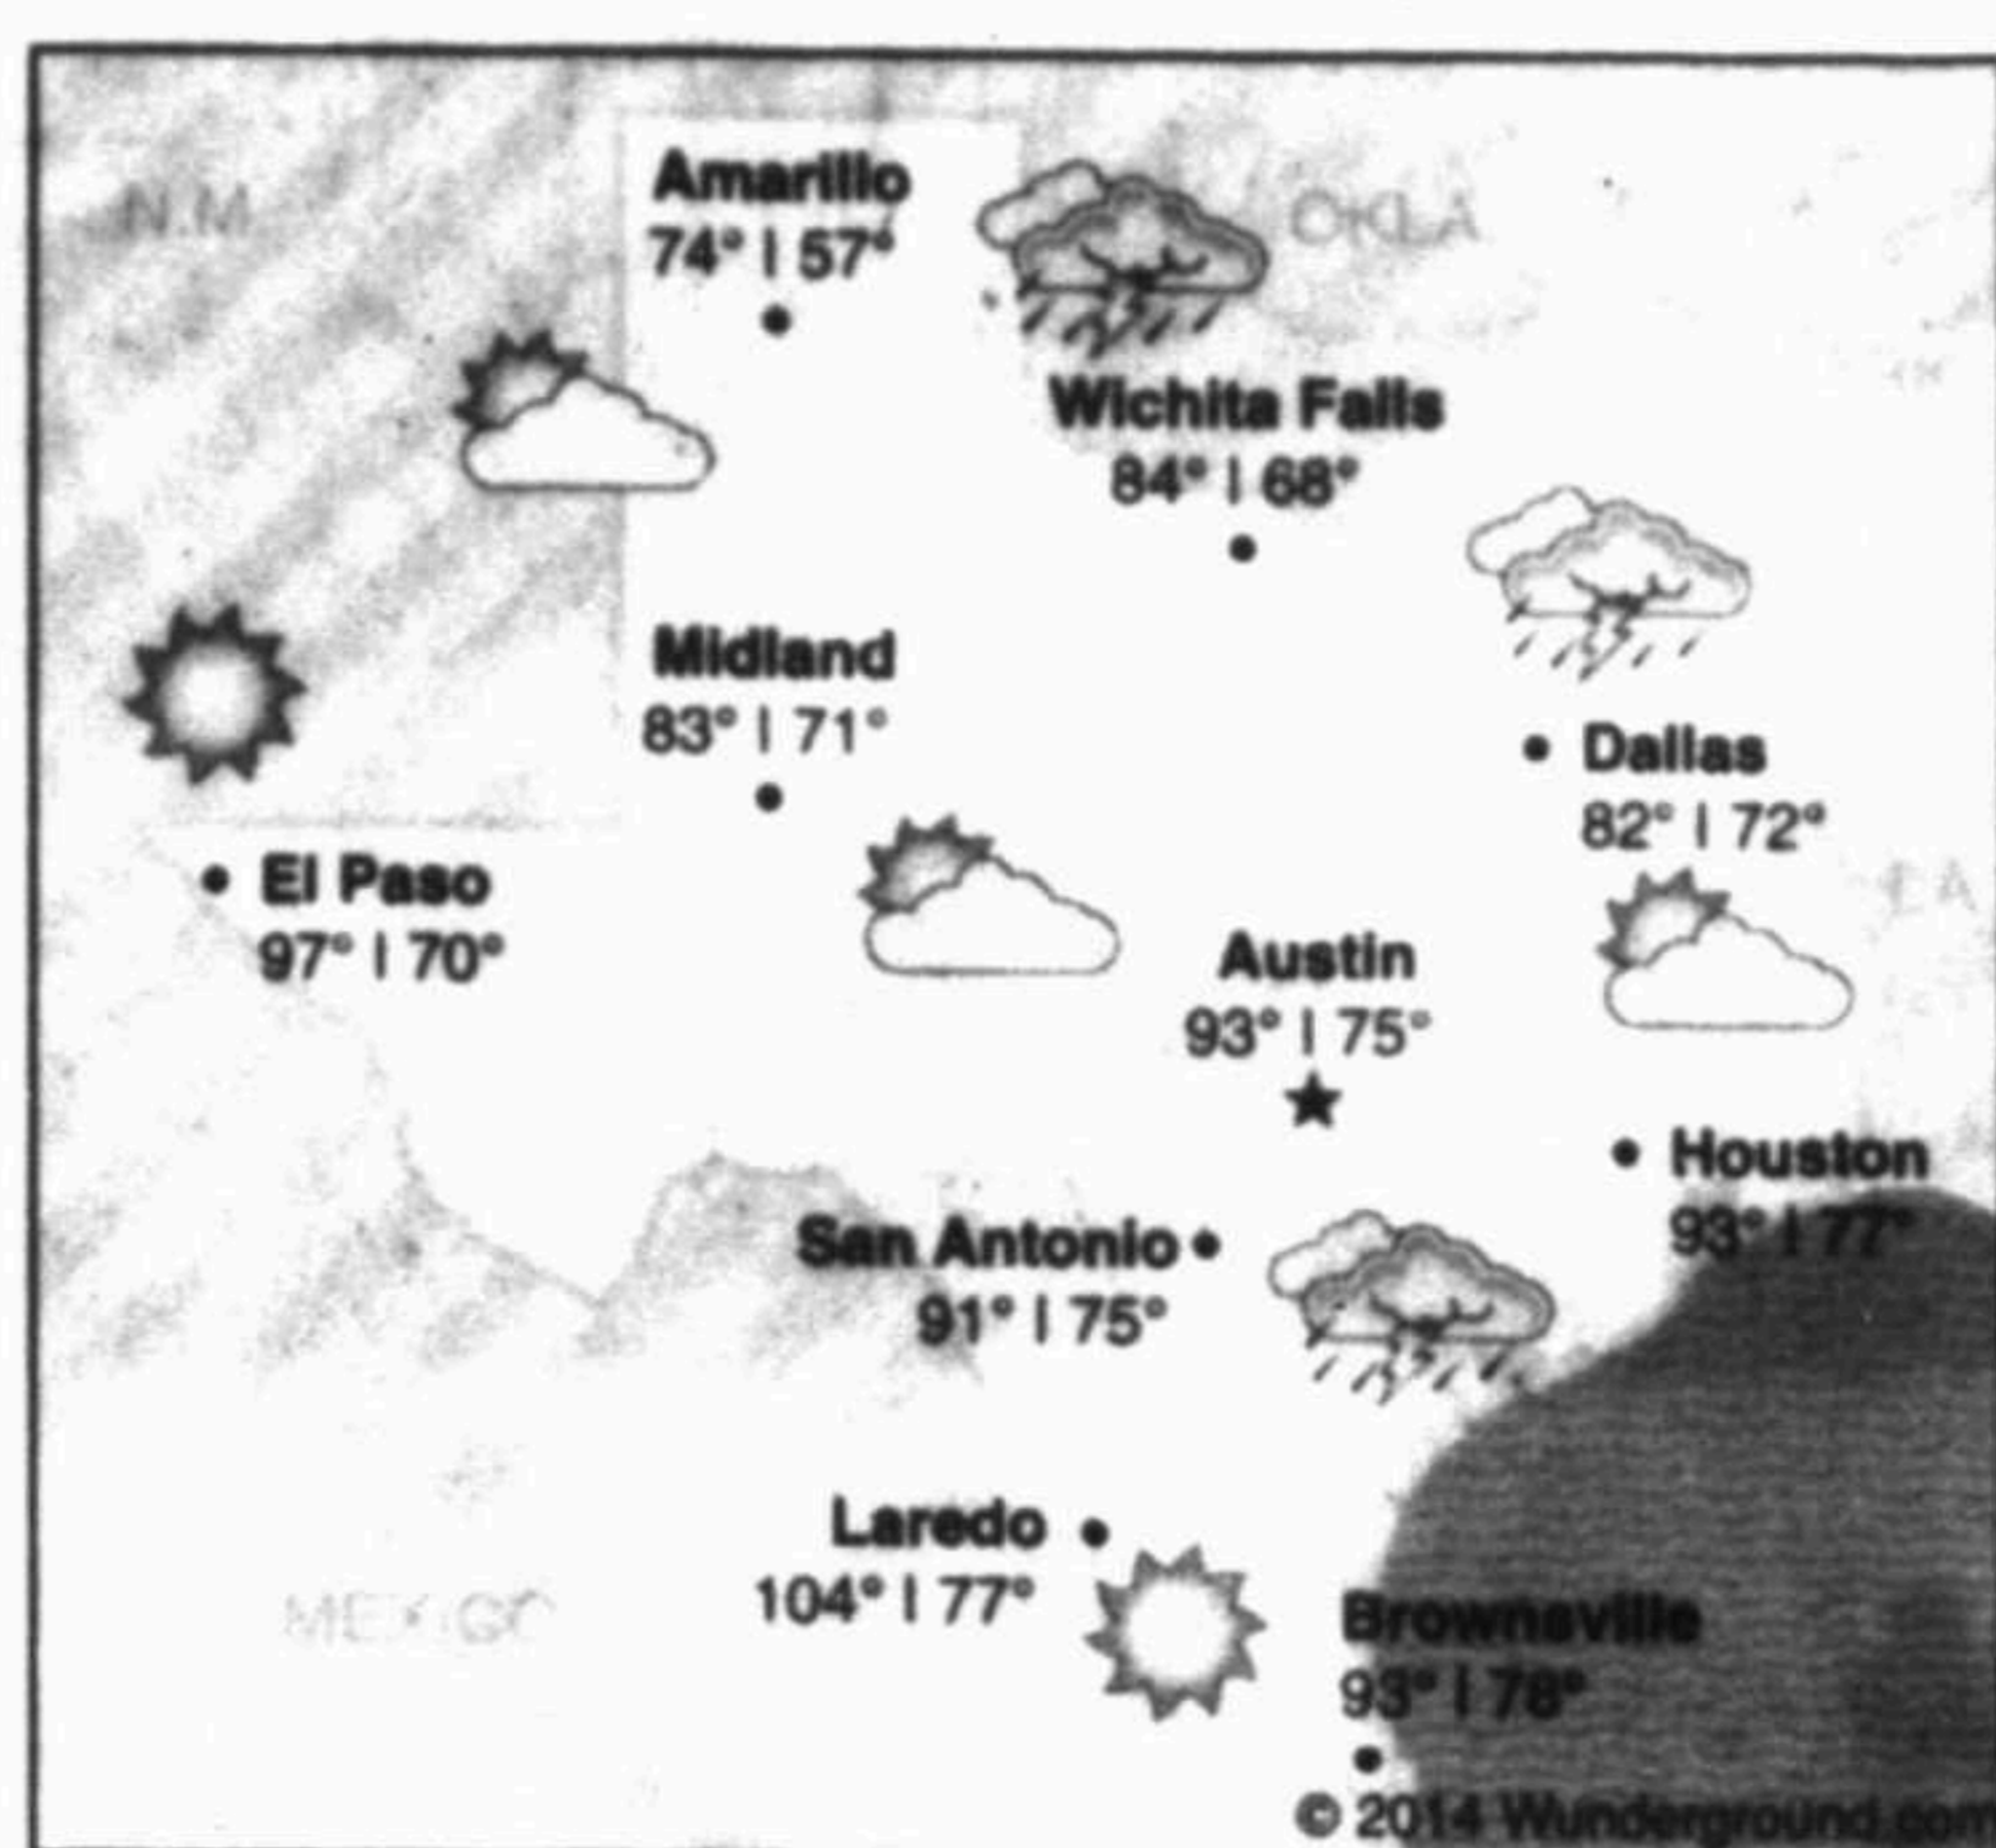 N.M.
Amarillo
74° | 57°
OKLA
Wichita Falls
84° | 68°
Midland
83° | 71°
Dallas
82° | 72°
El Paso
97° | 70°
Austin
93° | 75°
Houston
93° | 77°
San Antonio
91° | 75°
Laredo
104° | 77°
MEXICO
Brownsville
93° | 78°
© 2014 Wunderground.com